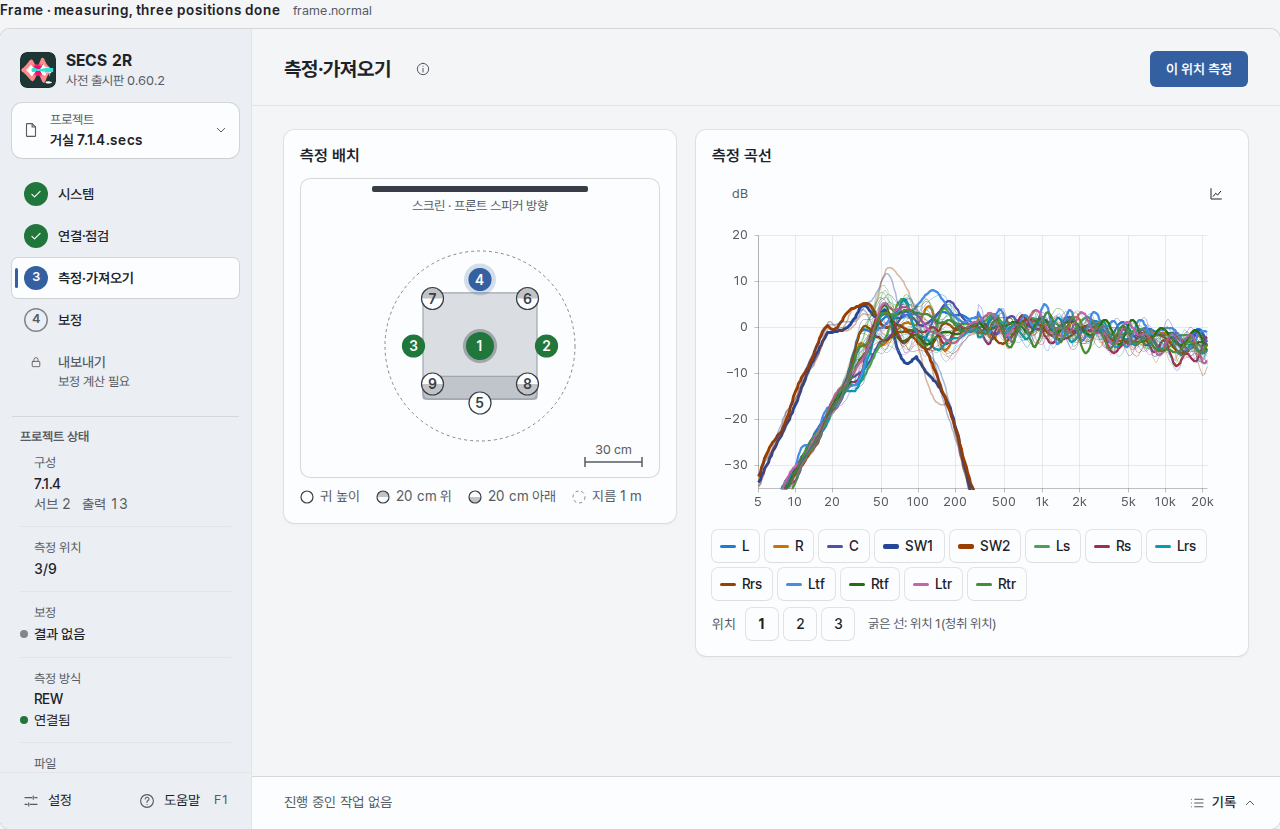 Frame · measuring, three positions done frame.normal
SECS 2R
사전 출시판 0.60.2
프로젝트
거실 7.1.4.secs
시스템
연결·점검
3 측정·가져오기
4 보정
내보내기
보정 계산 필요
프로젝트 상태
구성
7.1.4
서브 2 출력 13
측정 위치
3/9
보정
결과 없음
측정 방식
REW
연결됨
파일
설정 도움말 F1
측정·가져오기
이 위치 측정
측정 배치
스크린 · 프론트 스피커 방향
4
7 6
3 1 2
9 8
5
30 cm
귀 높이 20 cm 위 20 cm 아래 지름 1 m
측정 곡선
dB
20
10
0
−10
−20
−30
5 10 20 50 100 200 500 1k 2k 5k 10k 20k
L R C SW1 SW2 Ls Rs Lrs
Rrs Ltf Rtf Ltr Rtr
위치 1 2 3 굵은 선: 위치 1(청취 위치)
진행 중인 작업 없음
기록